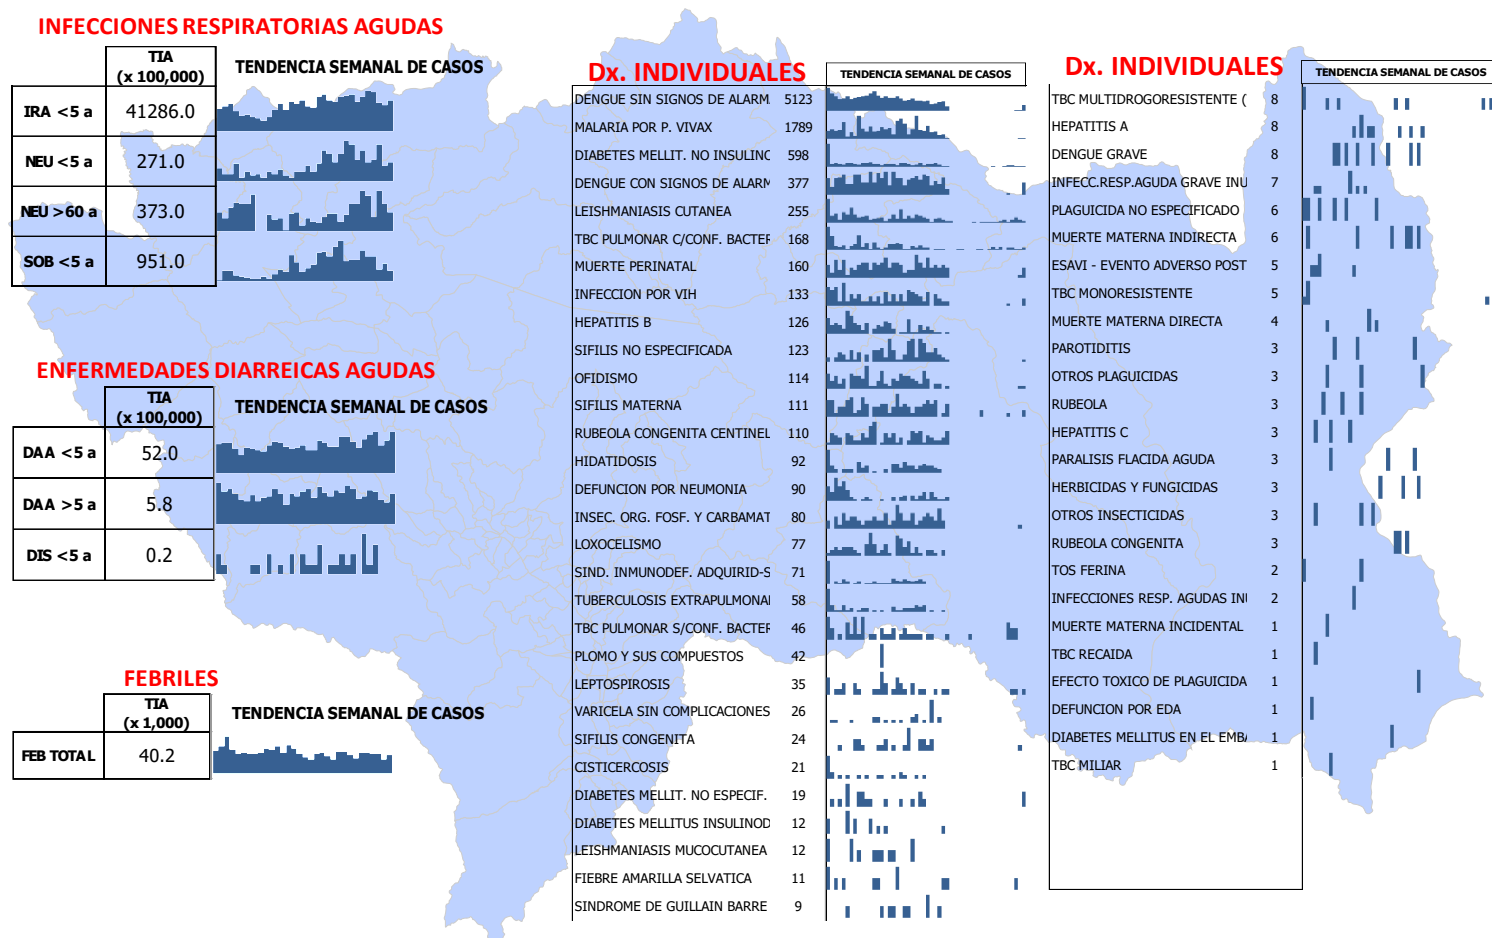 INFECCIONES RESPIRATORIAS AGUDAS
TIA
(x 100,000)
TENDENCIA SEMANAL DE CASOS
IRA <5 a 41286.0
NEU <5 a 271.0
NEU >60 a 373.0
SOB <5 a 951.0
ENFERMEDADES DIARREICAS AGUDAS
TIA
(x 100,000)
TENDENCIA SEMANAL DE CASOS
DAA <5 a 52.0
DAA >5 a 5.8
DIS <5 a 0.2
FEBRILES
TIA
(x 1,000)
TENDENCIA SEMANAL DE CASOS
FEB TOTAL 40.2
Dx. INDIVIDUALES
TENDENCIA SEMANAL DE CASOS
DENGUE SIN SIGNOS DE ALARM 5123
MALARIA POR P. VIVAX 1789
DIABETES MELLIT. NO INSULINO 598
DENGUE CON SIGNOS DE ALARM 377
LEISHMANIASIS CUTANEA 255
TBC PULMONAR C/CONF. BACTER 168
MUERTE PERINATAL 160
INFECCION POR VIH 133
HEPATITIS B 126
SIFILIS NO ESPECIFICADA 123
OFIDISMO 114
SIFILIS MATERNA 111
RUBEOLA CONGENITA CENTINEL 110
HIDATIDOSIS 92
DEFUNCION POR NEUMONIA 90
INSEC. ORG. FOSF. Y CARBAMAT 80
LOXOCELISMO 77
SIND. INMUNODEF. ADQUIRID-S 71
TUBERCULOSIS EXTRAPULMONA 58
TBC PULMONAR S/CONF. BACTER 46
PLOMO Y SUS COMPUESTOS 42
LEPTOSPIROSIS 35
VARICELA SIN COMPLICACIONES 26
SIFILIS CONGENITA 24
CISTICERCOSIS 21
DIABETES MELLIT. NO ESPECIF. 19
DIABETES MELLITUS INSULINOD 12
LEISHMANIASIS MUCOCUTANEA 12
FIEBRE AMARILLA SELVATICA 11
SINDROME DE GUILLAIN BARRE 9
Dx. INDIVIDUALES
TENDENCIA SEMANAL DE CASOS
TBC MULTIDROGORESISTENTE ( 8
HEPATITIS A 8
DENGUE GRAVE 8
INFECC.RESP.AGUDA GRAVE INU 7
PLAGUICIDA NO ESPECIFICADO 6
MUERTE MATERNA INDIRECTA 6
ESAVI - EVENTO ADVERSO POST 5
TBC MONORESISTENTE 5
MUERTE MATERNA DIRECTA 4
PAROTIDITIS 3
OTROS PLAGUICIDAS 3
RUBEOLA 3
HEPATITIS C 3
PARALISIS FLACIDA AGUDA 3
HERBICIDAS Y FUNGICIDAS 3
OTROS INSECTICIDAS 3
RUBEOLA CONGENITA 3
TOS FERINA 2
INFECCIONES RESP. AGUDAS INU 2
MUERTE MATERNA INCIDENTAL 1
TBC RECAIDA 1
EFECTO TOXICO DE PLAGUICIDA 1
DEFUNCION POR EDA 1
DIABETES MELLITUS EN EL EMBA 1
TBC MILIAR 1